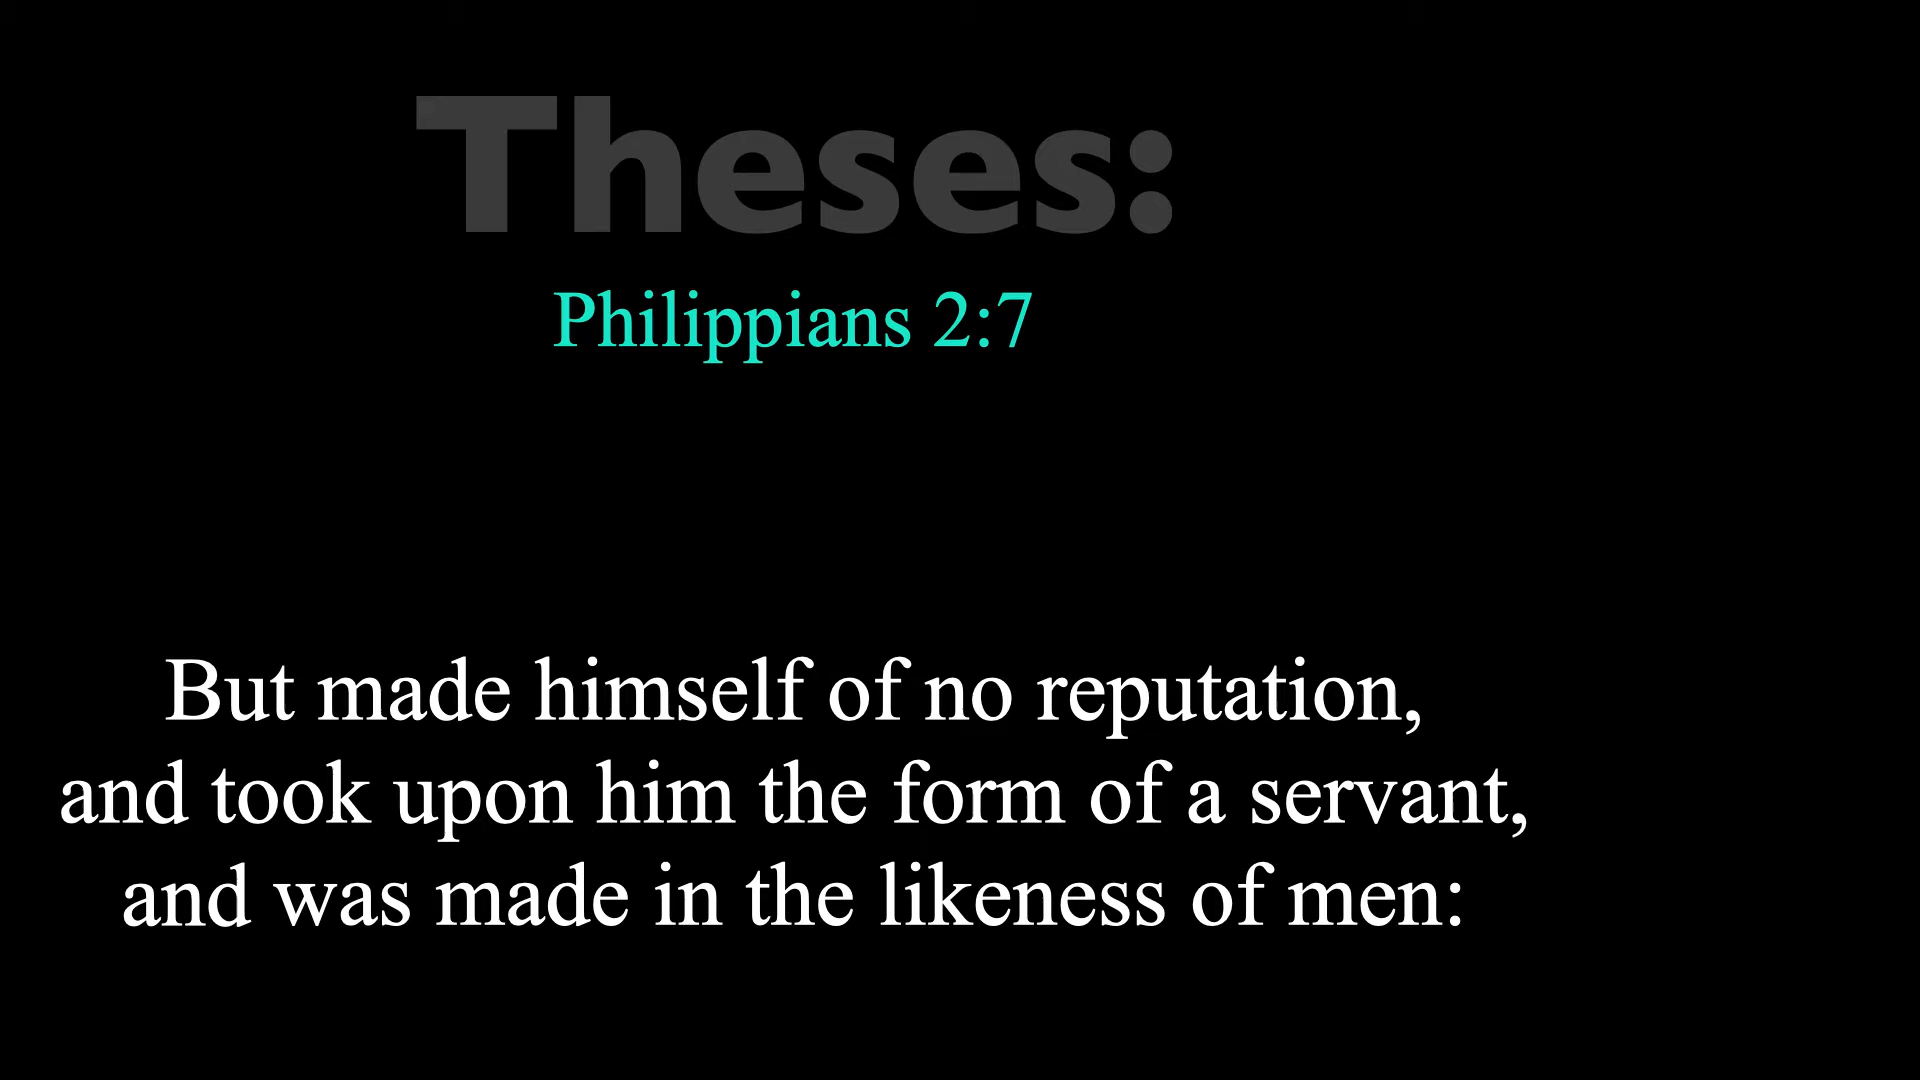 Theses:
Philippians 2:7
But made himself of no reputation,
and took upon him the form of a servant,
and was made in the likeness of men: